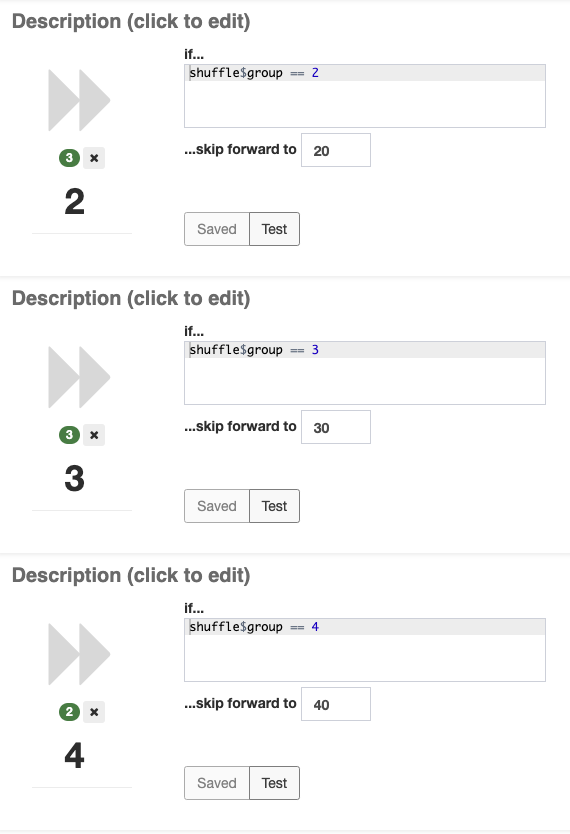 Description (click to edit)
if...
shuffle$group == 2
...skip forward to 20
3 ×
2
Saved Test
Description (click to edit)
if...
shuffle$group == 3
...skip forward to 30
3 ×
3
Saved Test
Description (click to edit)
if...
shuffle$group == 4
...skip forward to 40
2 ×
4
Saved Test